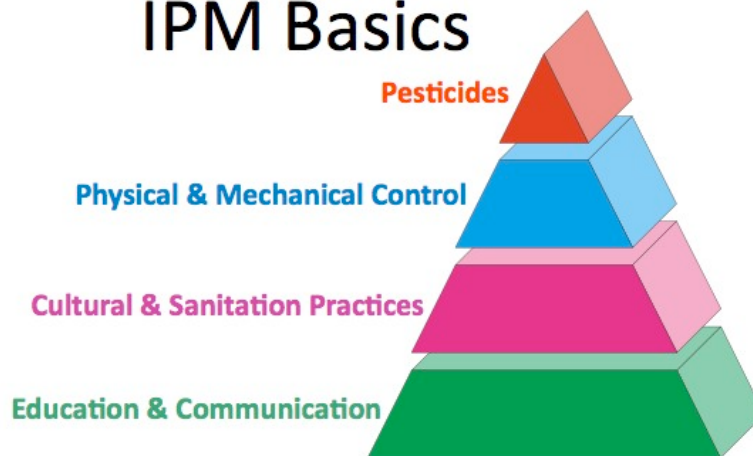 IPM Basics
Pesticides
Physical & Mechanical Control
Cultural & Sanitation Practices
Education & Communication